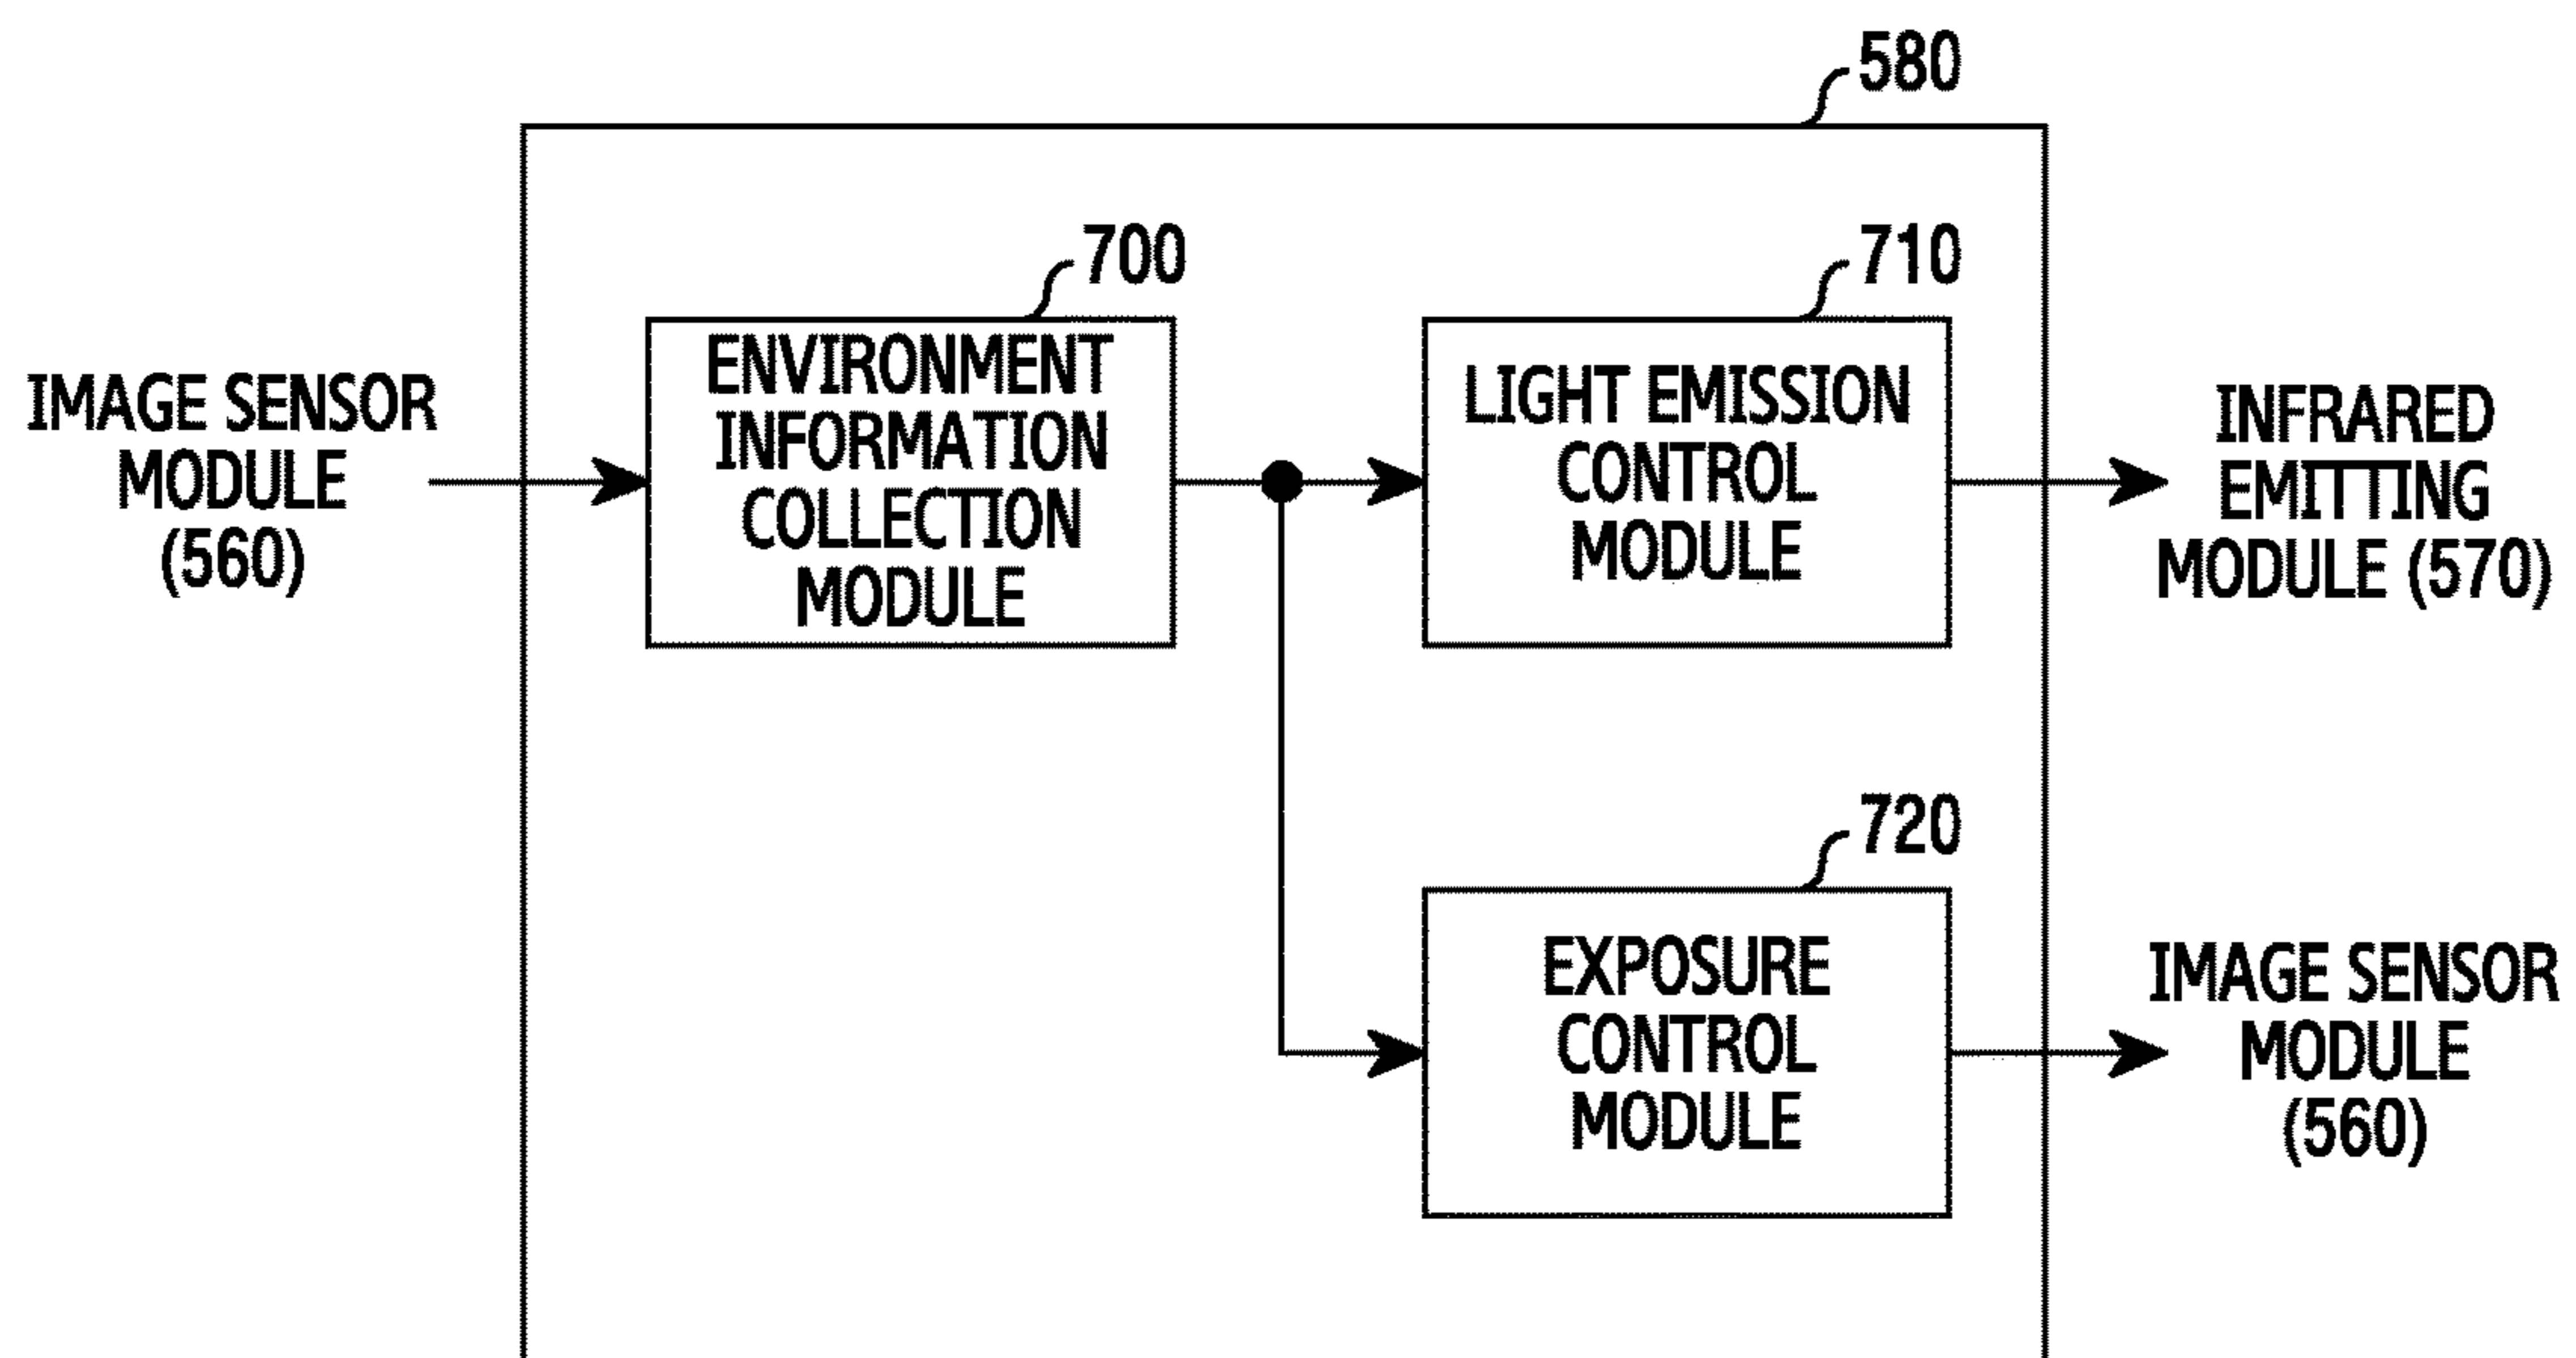 580
700
710
IMAGE SENSOR
MODULE
(560)
ENVIRONMENT
INFORMATION
COLLECTION
MODULE
LIGHT EMISSION
CONTROL
MODULE
INFRARED
EMITTING
MODULE (570)
720
EXPOSURE
CONTROL
MODULE
IMAGE SENSOR
MODULE
(560)